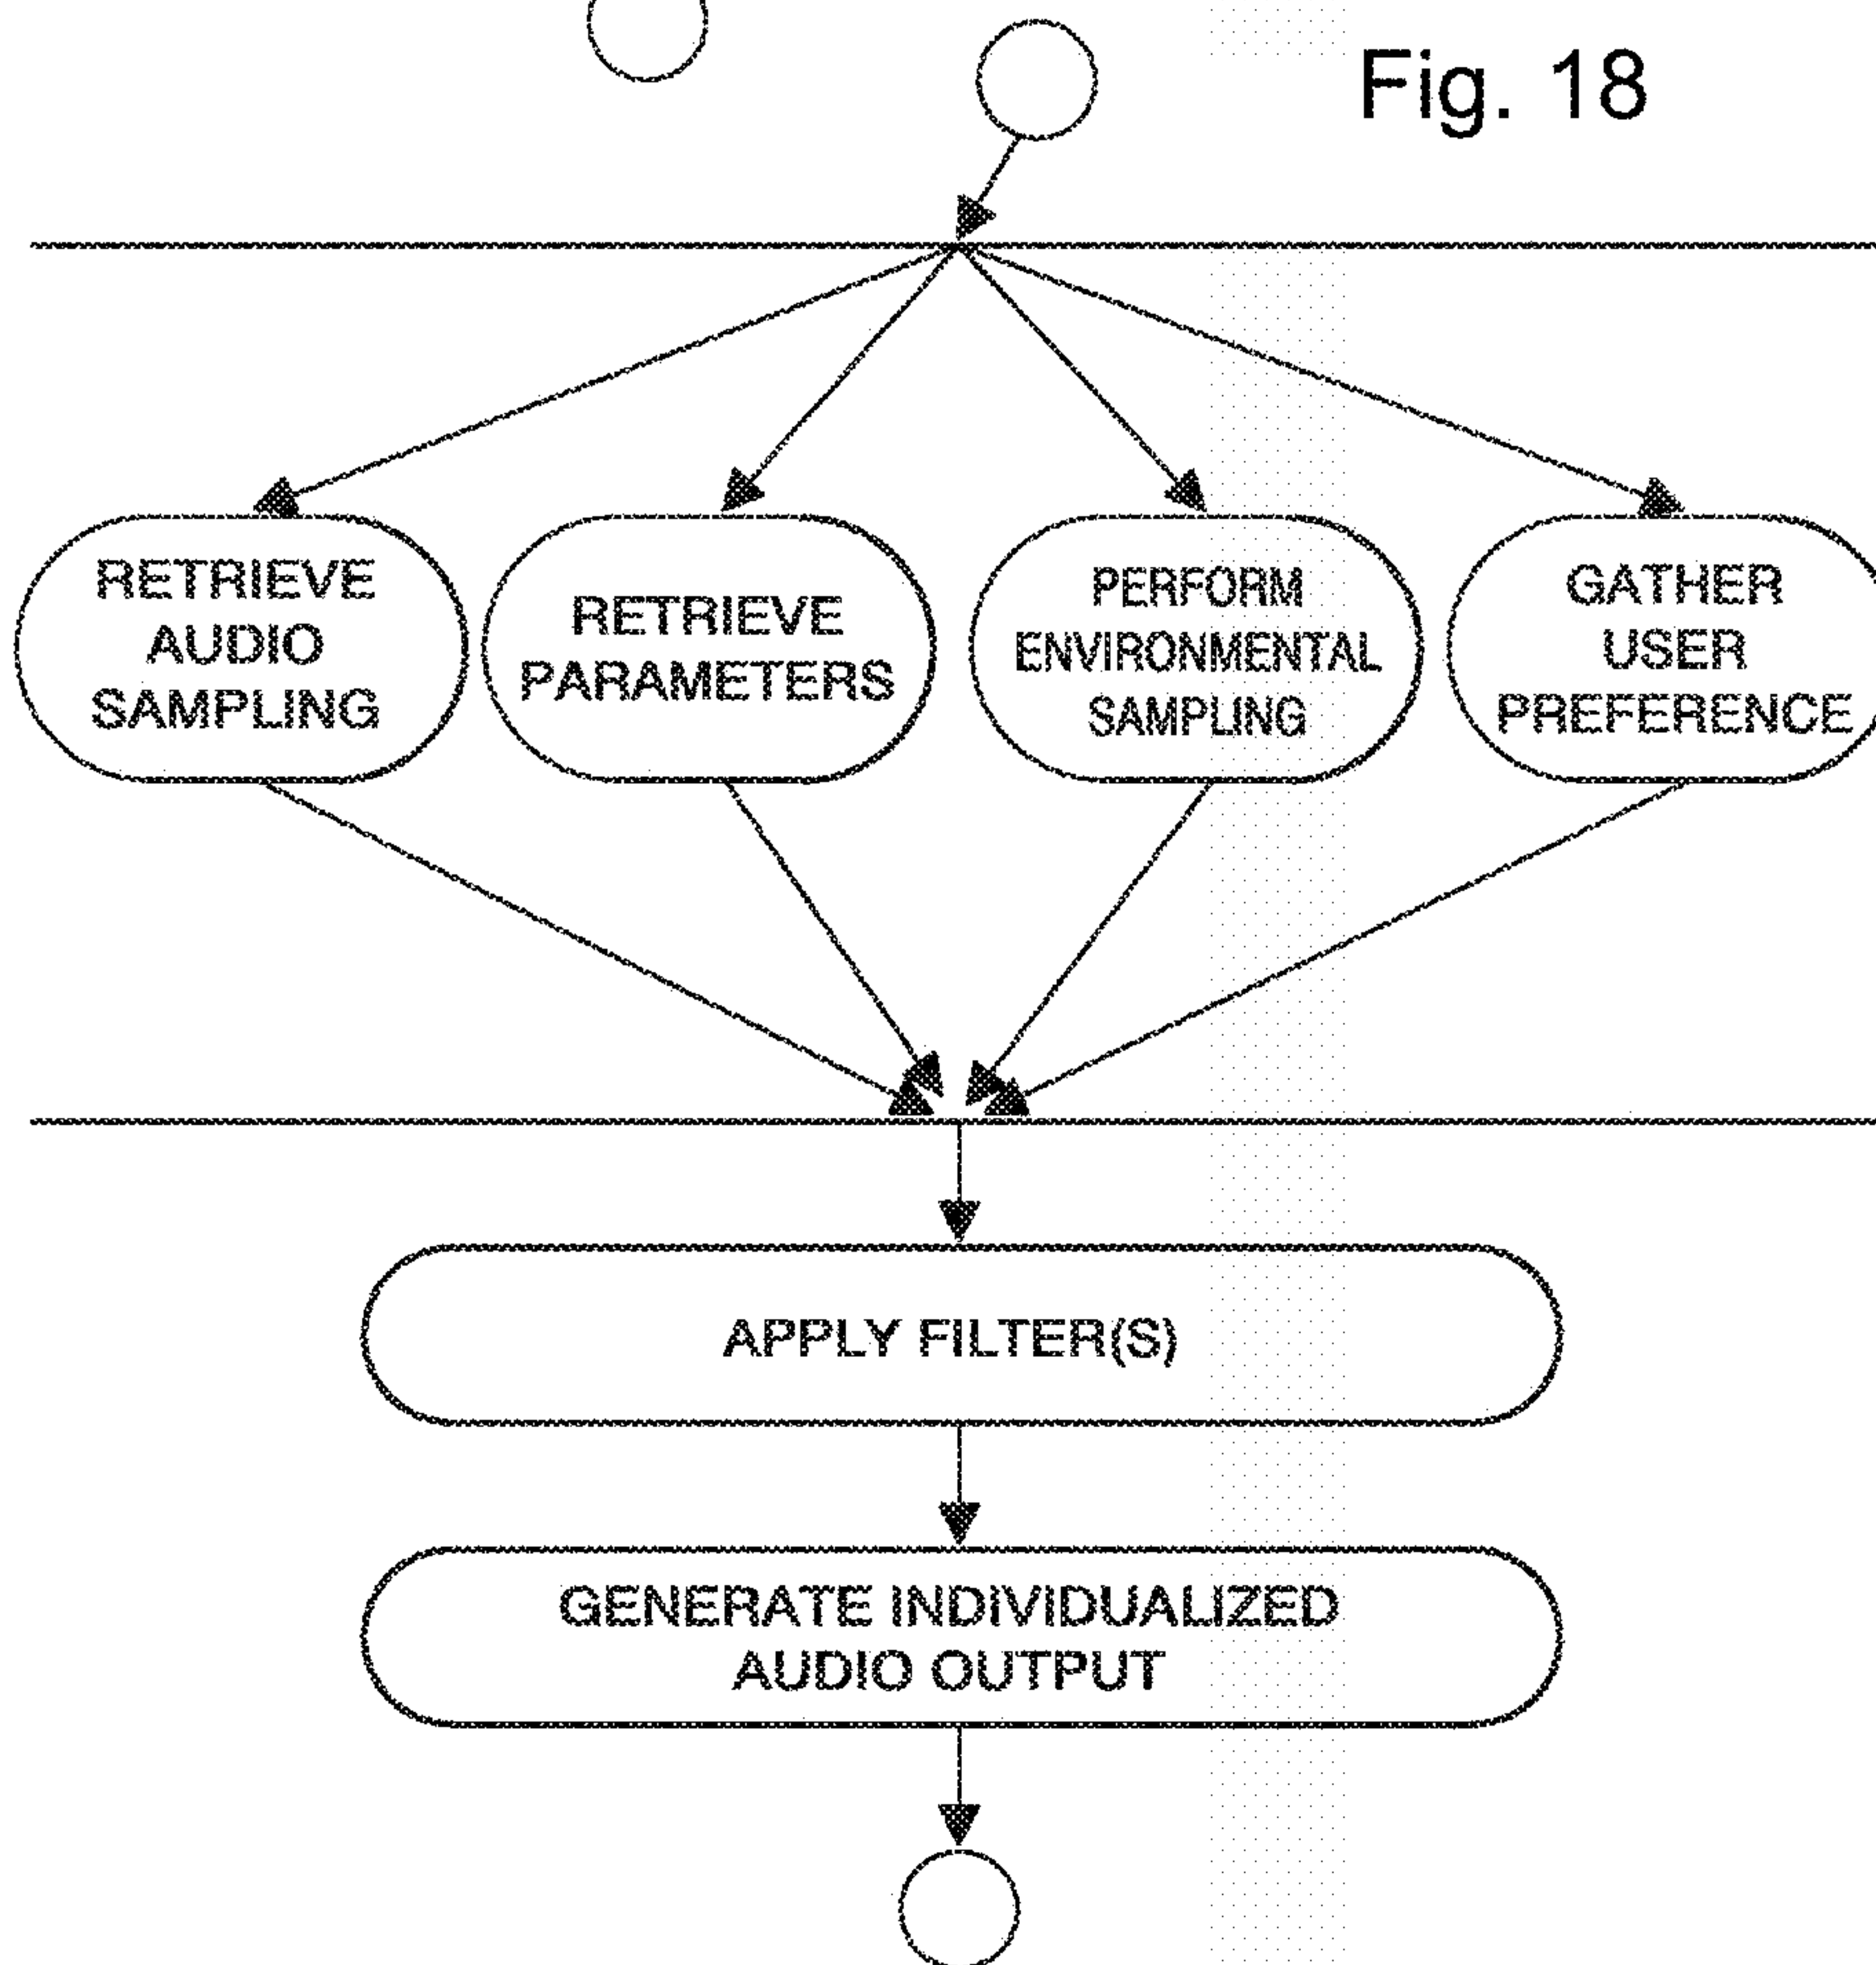 Fig. 18
RETRIEVE
AUDIO
SAMPLING
RETRIEVE
PARAMETERS
PERFORM
ENVIRONMENTAL
SAMPLING
GATHER
USER
PREFERENCE
APPLY FILTER(S)
GENERATE INDIVIDUALIZED
AUDIO OUTPUT